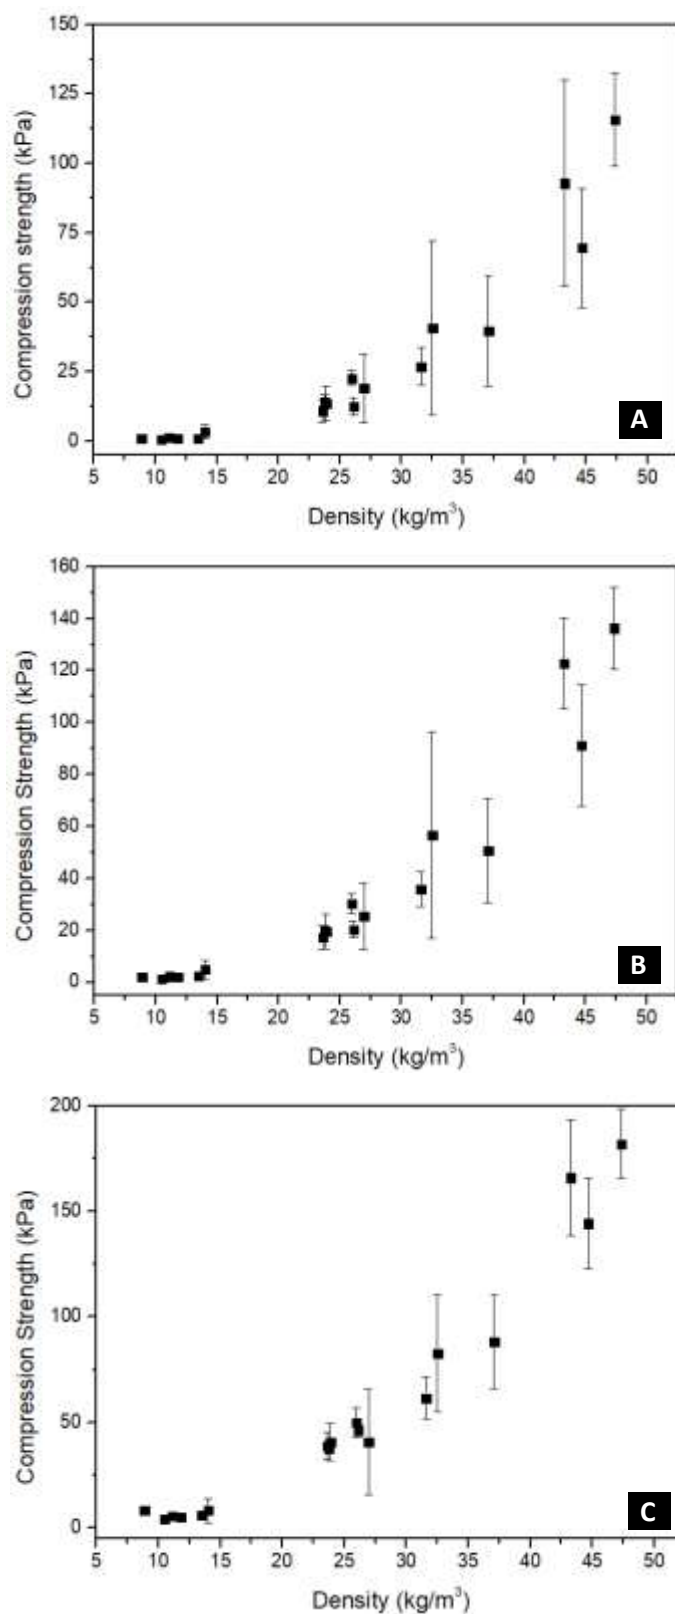 150
125
100
75
50
25
0
Compression strength (kPa)
A
5 10 15 20 25 30 35 40 45 50
Density (kg/m³)
160
140
120
100
80
60
40
20
0
Compression Strength (kPa)
B
5 10 15 20 25 30 35 40 45 50
Density (kg/m³)
200
150
100
50
0
Compression Strength (kPa)
C
5 10 15 20 25 30 35 40 45 50
Density (kg/m³)